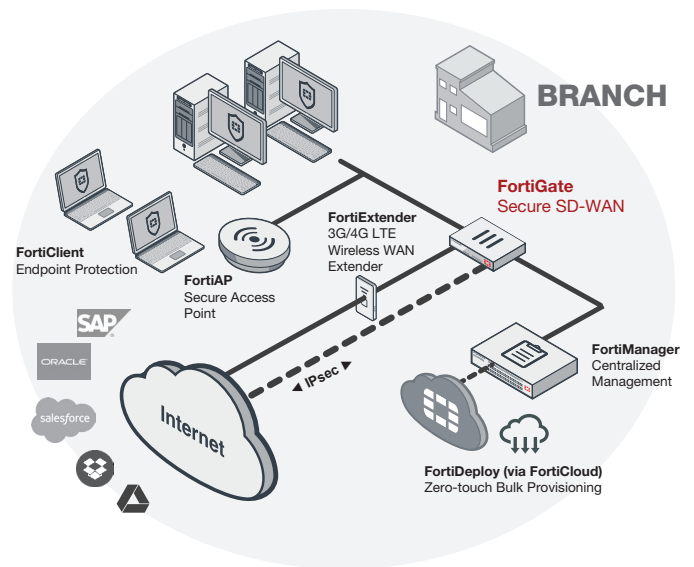 BRANCH
FortiGate
Secure SD-WAN
FortiExtender
3G/4G LTE
Wireless WAN
Extender
FortiClient
Endpoint Protection
FortiAP
Secure Access
Point
SAP
ORACLE
salesforce
Internet
◀ IPsec ▶
FortiManager
Centralized
Management
FortiDeploy (via FortiCloud)
Zero-touch Bulk Provisioning